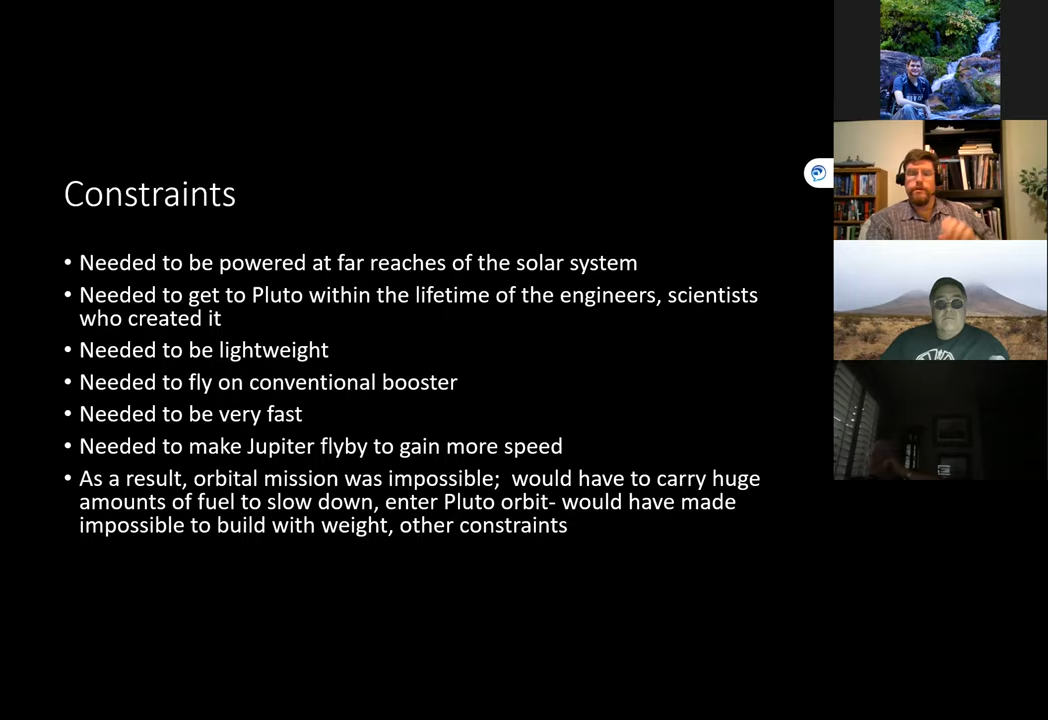 Constraints
• Needed to be powered at far reaches of the solar system
• Needed to get to Pluto within the lifetime of the engineers, scientists
who created it
• Needed to be lightweight
• Needed to fly on conventional booster
• Needed to be very fast
• Needed to make Jupiter flyby to gain more speed
• As a result, orbital mission was impossible;  would have to carry huge
amounts of fuel to slow down, enter Pluto orbit- would have made
impossible to build with weight, other constraints